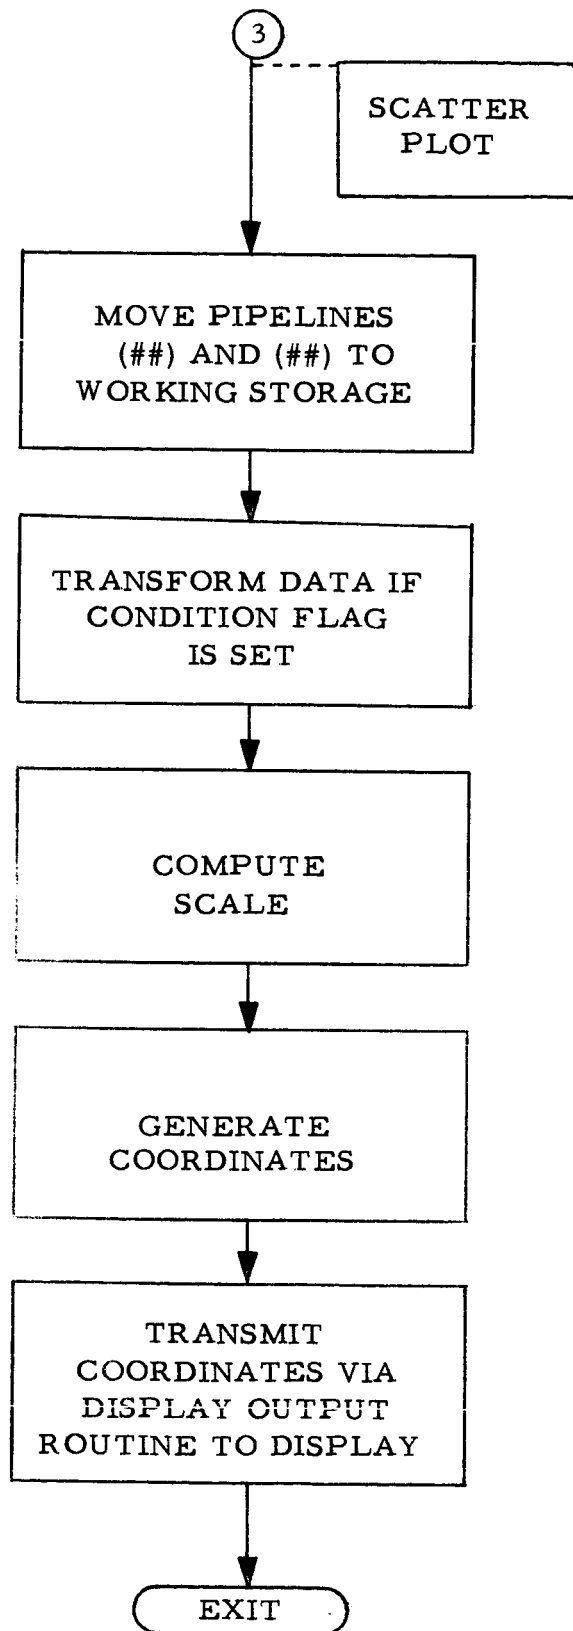 3
SCATTER
PLOT
MOVE PIPELINES
(##) AND (##) TO
WORKING STORAGE
TRANSFORM DATA IF
CONDITION FLAG
IS SET
COMPUTE
SCALE
GENERATE
COORDINATES
TRANSMIT
COORDINATES VIA
DISPLAY OUTPUT
ROUTINE TO DISPLAY
EXIT